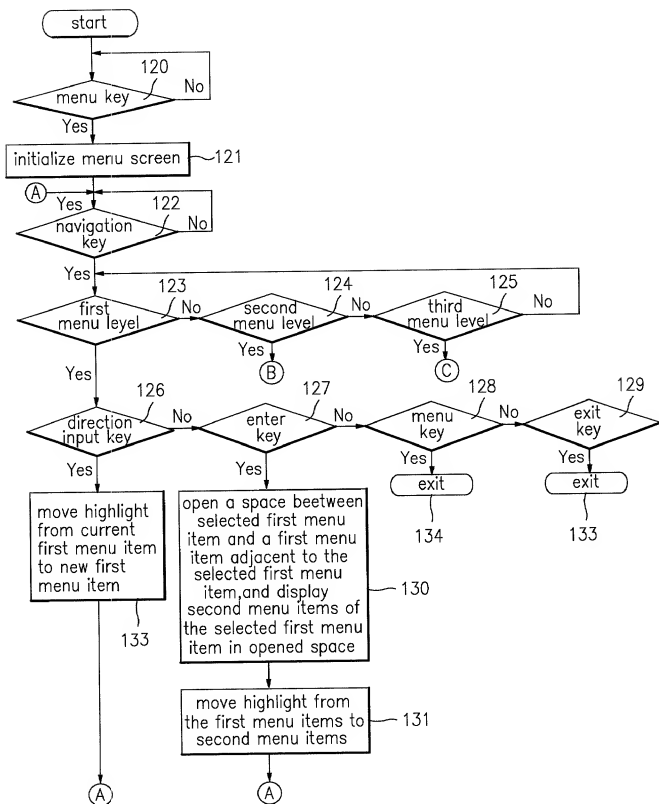 start
120
menu key
No
Yes
initialize menu screen
121
A
Yes
122
navigation
key
No
Yes
123
first
menu leyel
No
124
second
menu level
No
125
third
menu level
No
Yes
Yes
B
Yes
C
126
direction
input key
No
127
enter
key
No
128
menu
key
No
129
exit
key
Yes
Yes
Yes
Yes
exit
134
exit
133
move highlight
from current
first menu item
to new first
menu item
133
open a space beetween
selected first menu
item and a first menu
item adjacent to the
selected first menu
item,and display
second menu items of
the selected first menu
item in opened space
130
move highlight from
the first menu items to
second menu items
131
A
A